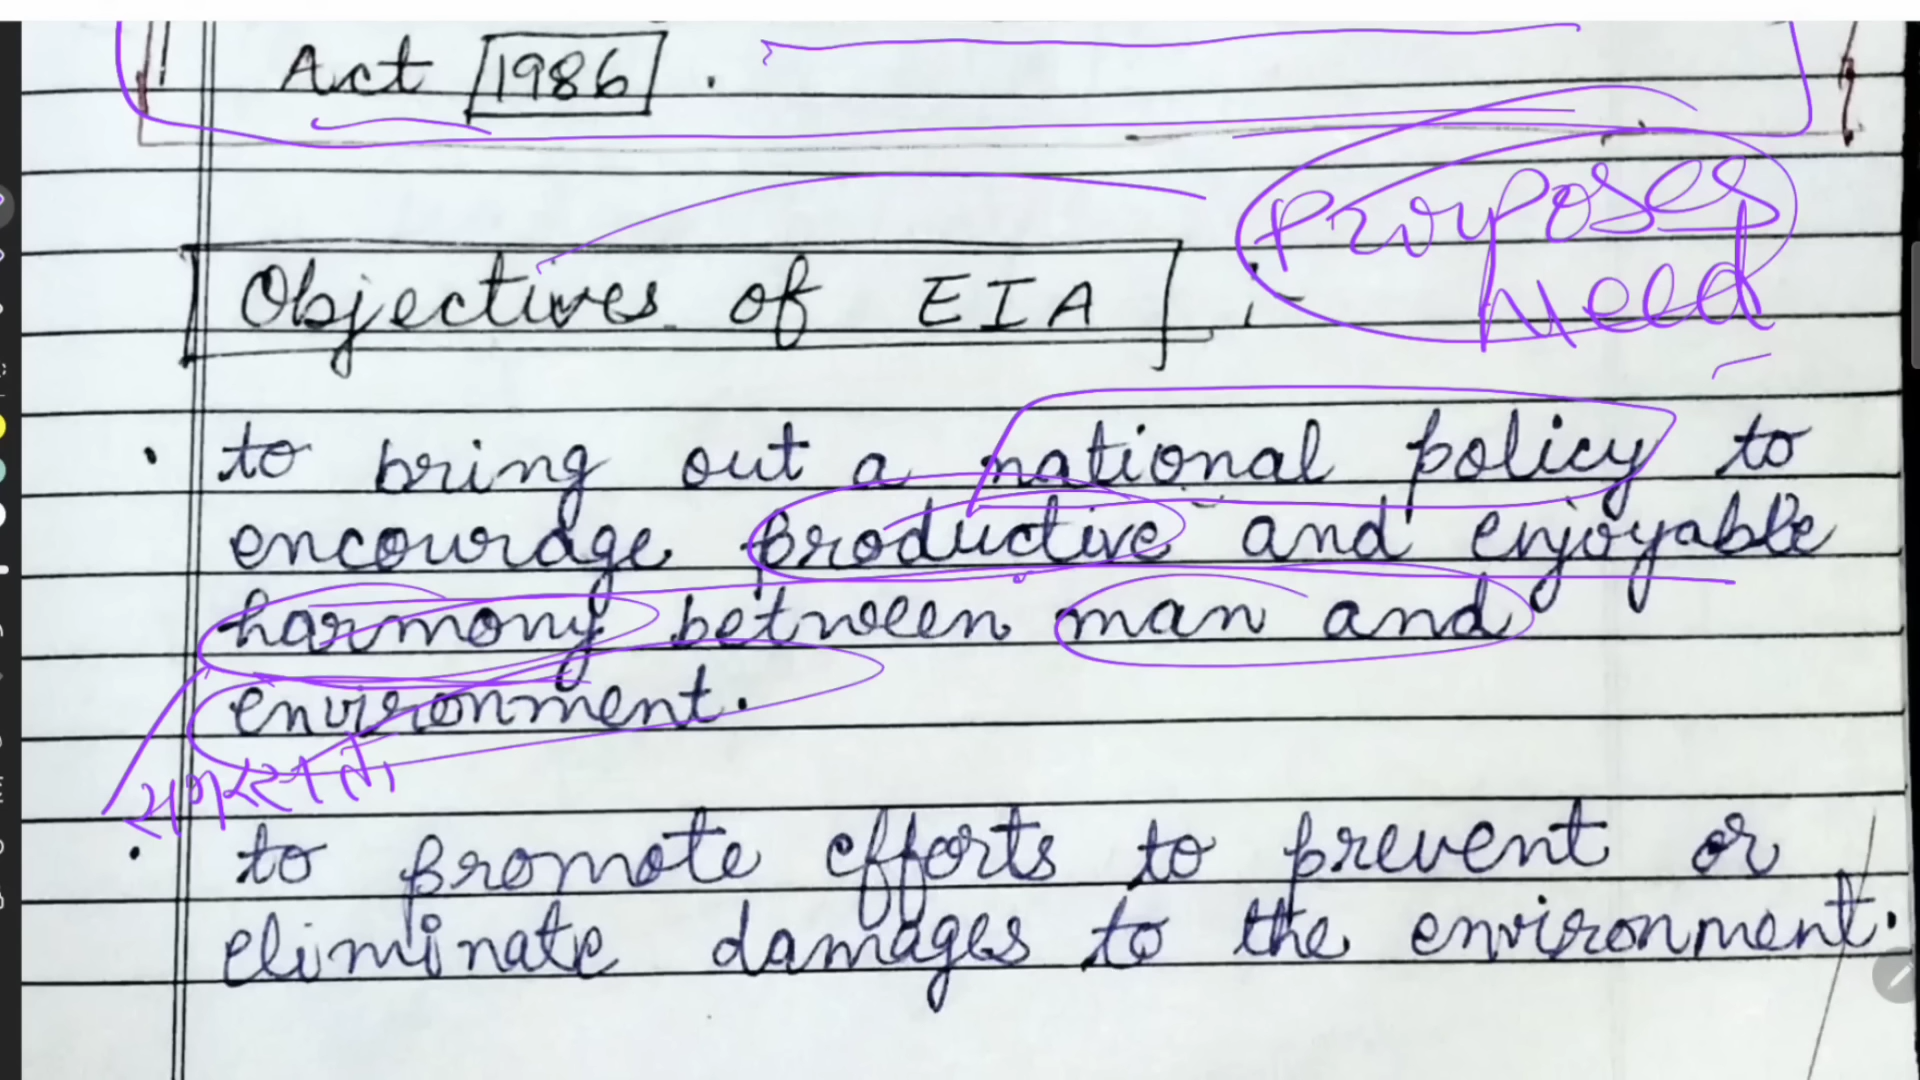 Act 1986 .
Purposes
Need
Objectives of EIA :-
• to bring out a national policy to
encourage productive and enjoyable
harmony between man and
environment.
• to promote efforts to prevent or
eliminate damages to the environment.